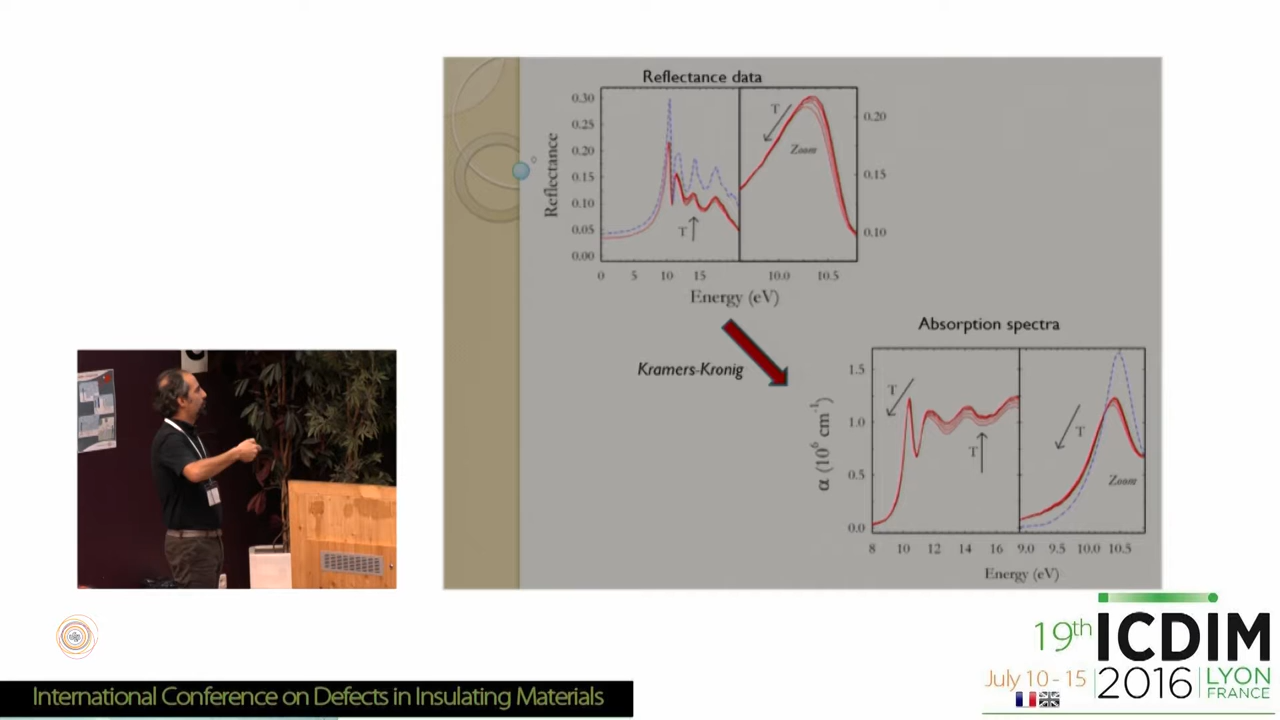 Reflectance data
0.30
0.25
0.20
0.15
0.10
0.05
0.00
Reflectance
T
T
Zoom
0.20
0.15
0.10
0 5 10 15 10.0 10.5
Energy (eV)
Kramers-Kronig
Absorption spectra
1.5
1.0
0.5
0.0
α (10⁶ cm⁻¹)
T
T
T
Zoom
8 10 12 14 16 9.0 9.5 10.0 10.5
Energy (eV)
19th ICDIM
July 10 - 15 2016 LYON
FRANCE
International Conference on Defects in Insulating Materials